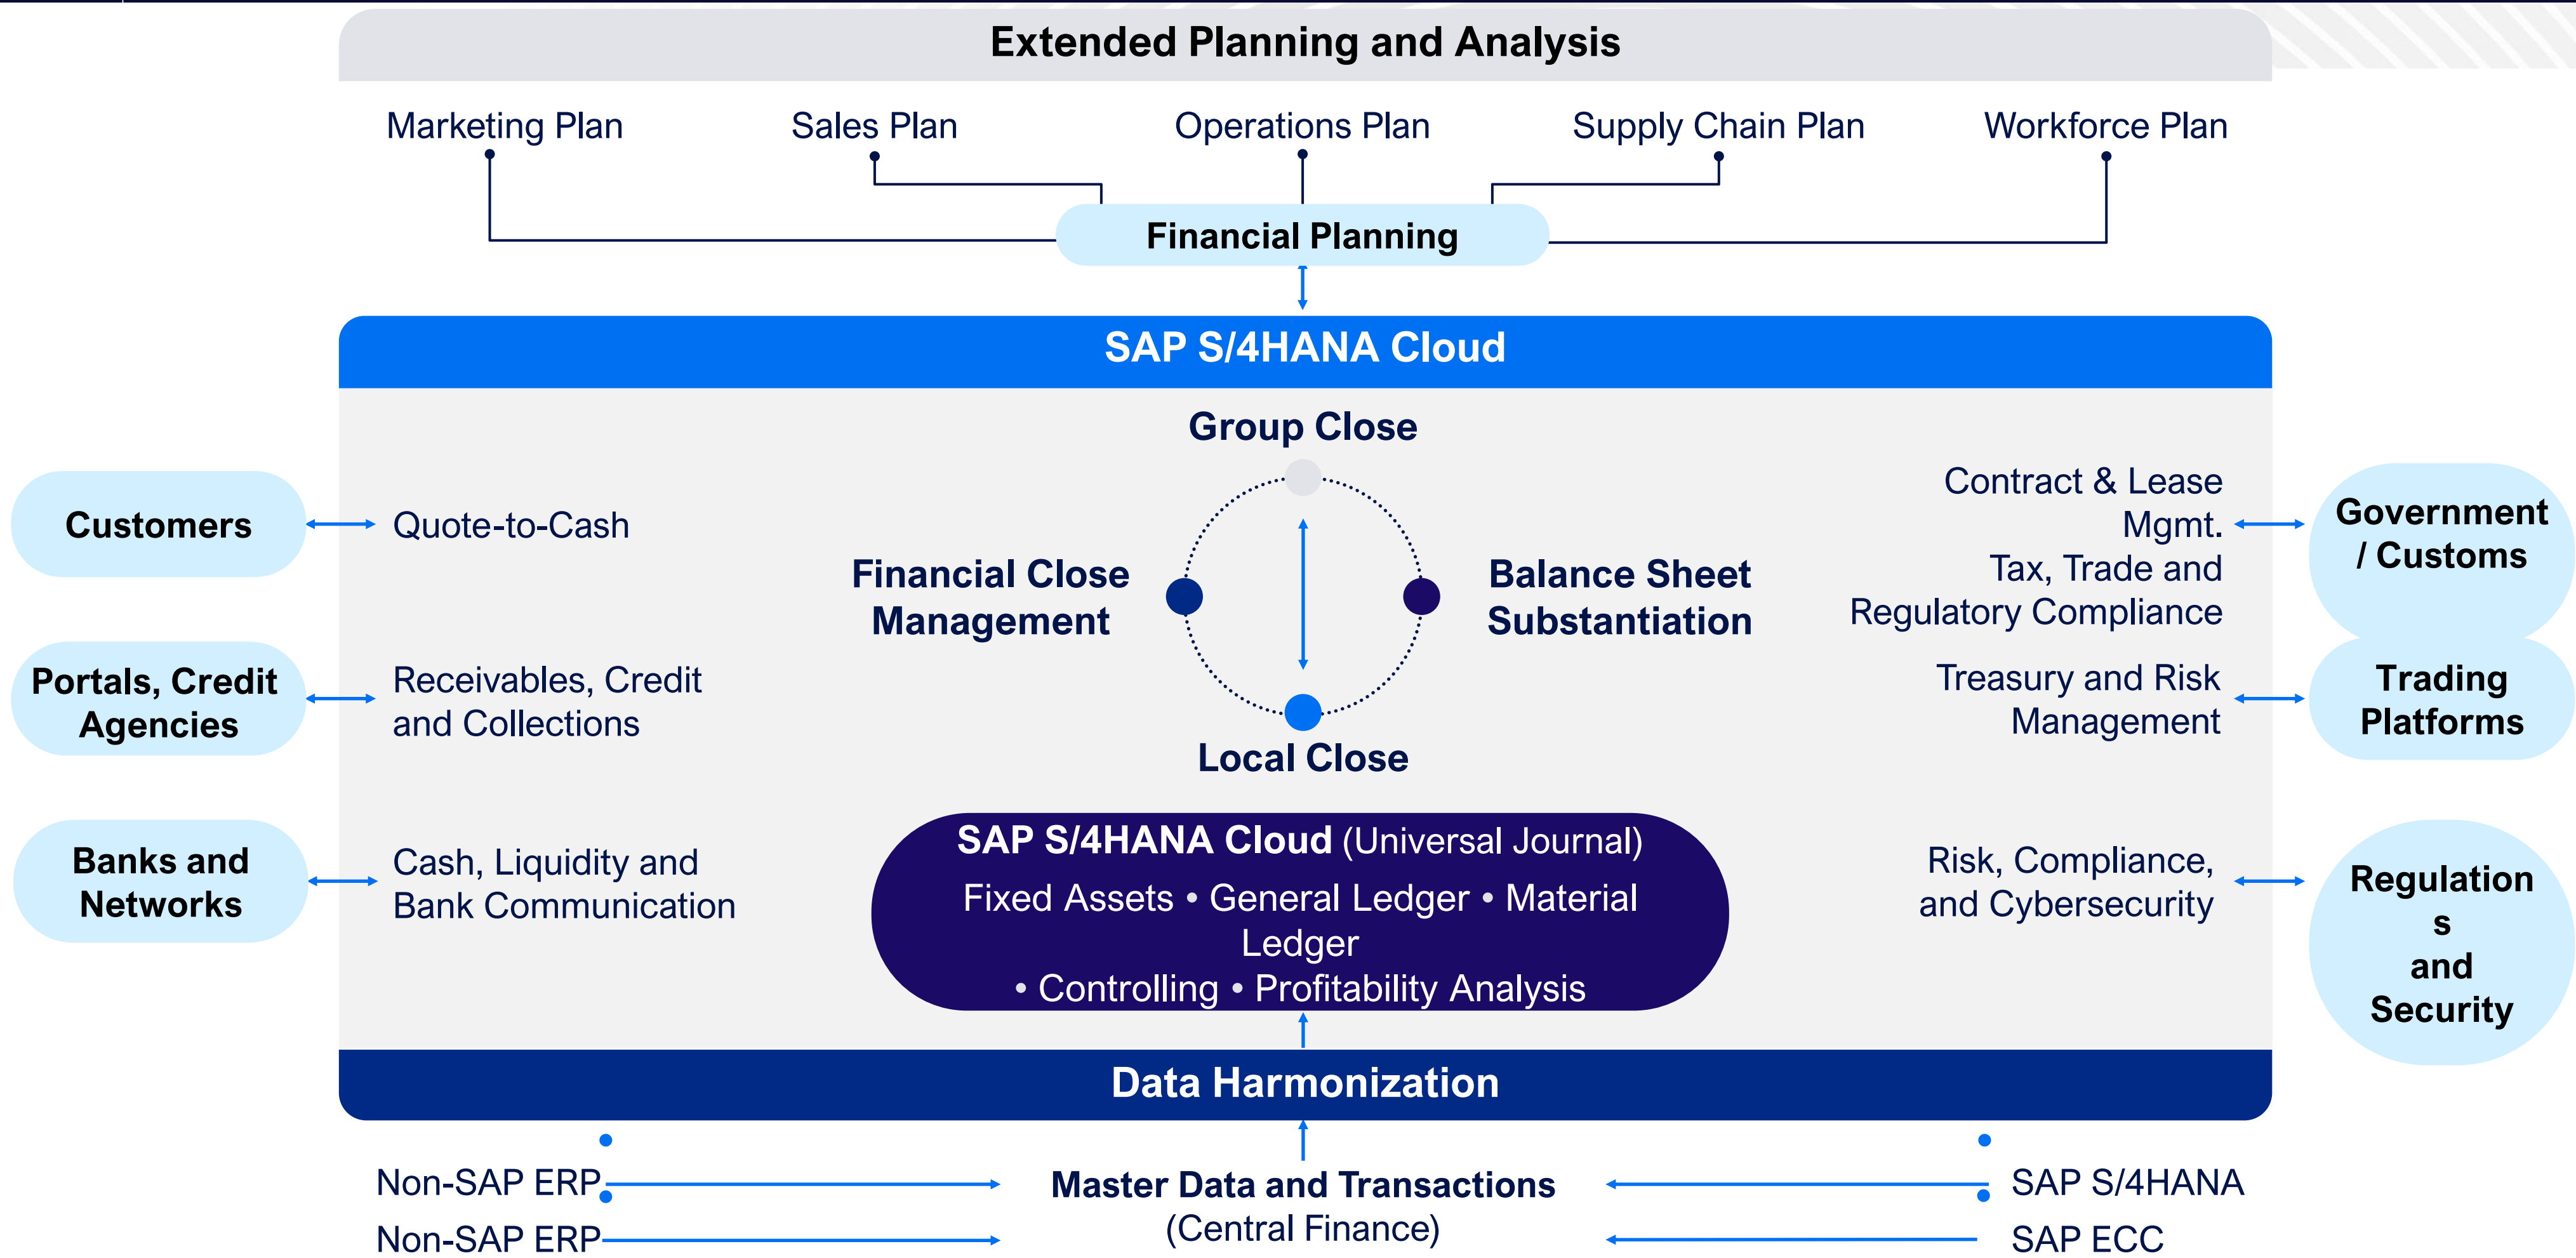 Extended Planning and Analysis
Marketing Plan
Sales Plan
Operations Plan
Supply Chain Plan
Workforce Plan
Financial Planning
SAP S/4HANA Cloud
Group Close
Financial Close
Management
Balance Sheet
Substantiation
Local Close
Customers
Quote-to-Cash
Portals, Credit
Agencies
Receivables, Credit
and Collections
Banks and
Networks
Cash, Liquidity and
Bank Communication
Contract & Lease
Mgmt.
Tax, Trade and
Regulatory Compliance
Government
/ Customs
Treasury and Risk
Management
Trading
Platforms
Risk, Compliance,
and Cybersecurity
Regulation
s
and
Security
SAP S/4HANA Cloud (Universal Journal)
Fixed Assets • General Ledger • Material
Ledger
• Controlling • Profitability Analysis
Data Harmonization
Non-SAP ERP
Non-SAP ERP
Master Data and Transactions
(Central Finance)
SAP S/4HANA
SAP ECC